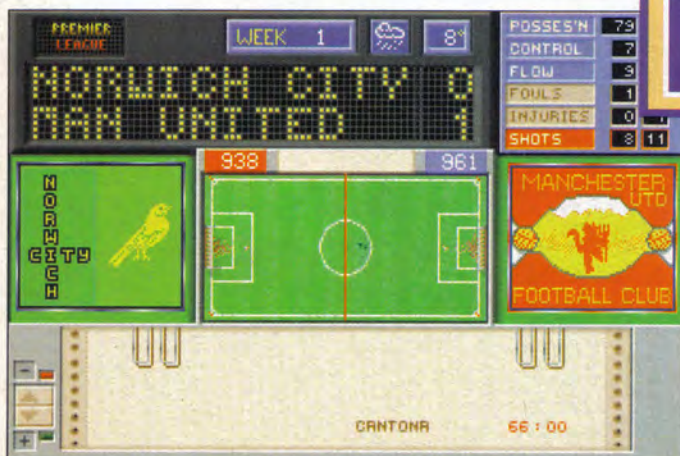 PREMIER
LEAGUE
WEEK 1
8°
NORWICH CITY 0
MAN UNITED 1
POSSES'N 79
CONTROL 7
FLOW 9
FOULS 1
INJURIES 0
SHOTS 8 11
938
961
NORWICH
CITY
MANCHESTER
UTD
FOOTBALL CLUB
CANTONA 66:00